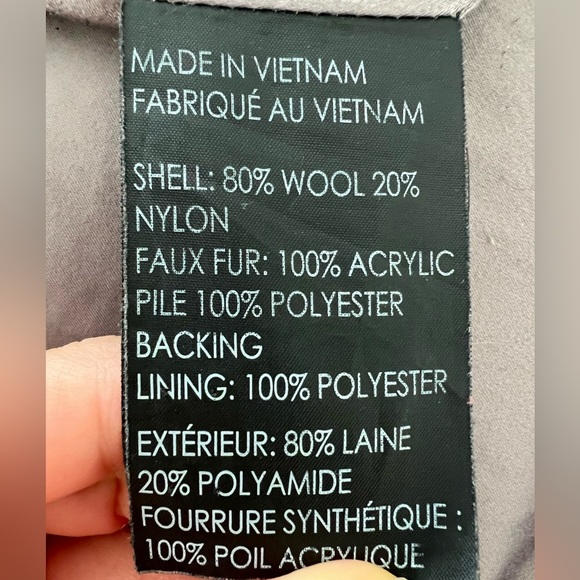 MADE IN VIETNAM
FABRIQUÉ AU VIETNAM
SHELL: 80% WOOL 20%
NYLON
FAUX FUR: 100% ACRYLIC
PILE 100% POLYESTER
BACKING
LINING: 100% POLYESTER
EXTÉRIEUR: 80% LAINE
20% POLYAMIDE
FOURRURE SYNTHÉTIQUE :
100% POIL ACRYLIQUE